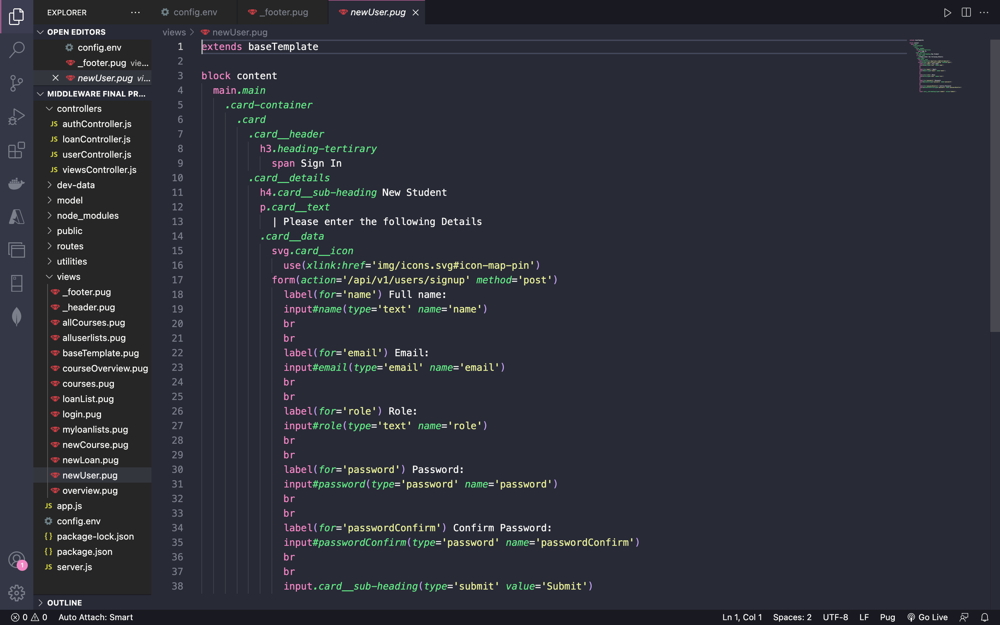 EXPLORER
config.env
_footer.pug
newUser.pug
OPEN EDITORS
config.env
_footer.pug vie...
newUser.pug vi...
MIDDLEWARE FINAL PR...
controllers
JS authController.js
JS loanController.js
JS userController.js
JS viewsController.js
dev-data
model
node_modules
public
routes
utilities
views
_footer.pug
_header.pug
allCourses.pug
alluserlists.pug
baseTemplate.pug
courseOverview.pug
courses.pug
loanList.pug
login.pug
myloanlists.pug
newCourse.pug
newLoan.pug
newUser.pug
overview.pug
JS app.js
config.env
{} package-lock.json
{} package.json
JS server.js
OUTLINE
1
views > newUser.pug
1 extends baseTemplate
2
3 block content
4 main.main
5 .card-container
6 .card
7 .card__header
8 h3.heading-tertirary
9 span Sign In
10 .card__details
11 h4.card__sub-heading New Student
12 p.card__text
13 | Please enter the following Details
14 .card__data
15 svg.card__icon
16 use(xlink:href='img/icons.svg#icon-map-pin')
17 form(action='/api/v1/users/signup' method='post')
18 label(for='name') Full name:
19 input#name(type='text' name='name')
20 br
21 br
22 label(for='email') Email:
23 input#email(type='email' name='email')
24 br
25 br
26 label(for='role') Role:
27 input#role(type='text' name='role')
28 br
29 br
30 label(for='password') Password:
31 input#password(type='password' name='password')
32 br
33 br
34 label(for='passwordConfirm') Confirm Password:
35 input#passwordConfirm(type='password' name='passwordConfirm')
36 br
37 br
38 input.card__sub-heading(type='submit' value='Submit')
0 0 Auto Attach: Smart
Ln 1, Col 1 Spaces: 2 UTF-8 LF Pug Go Live